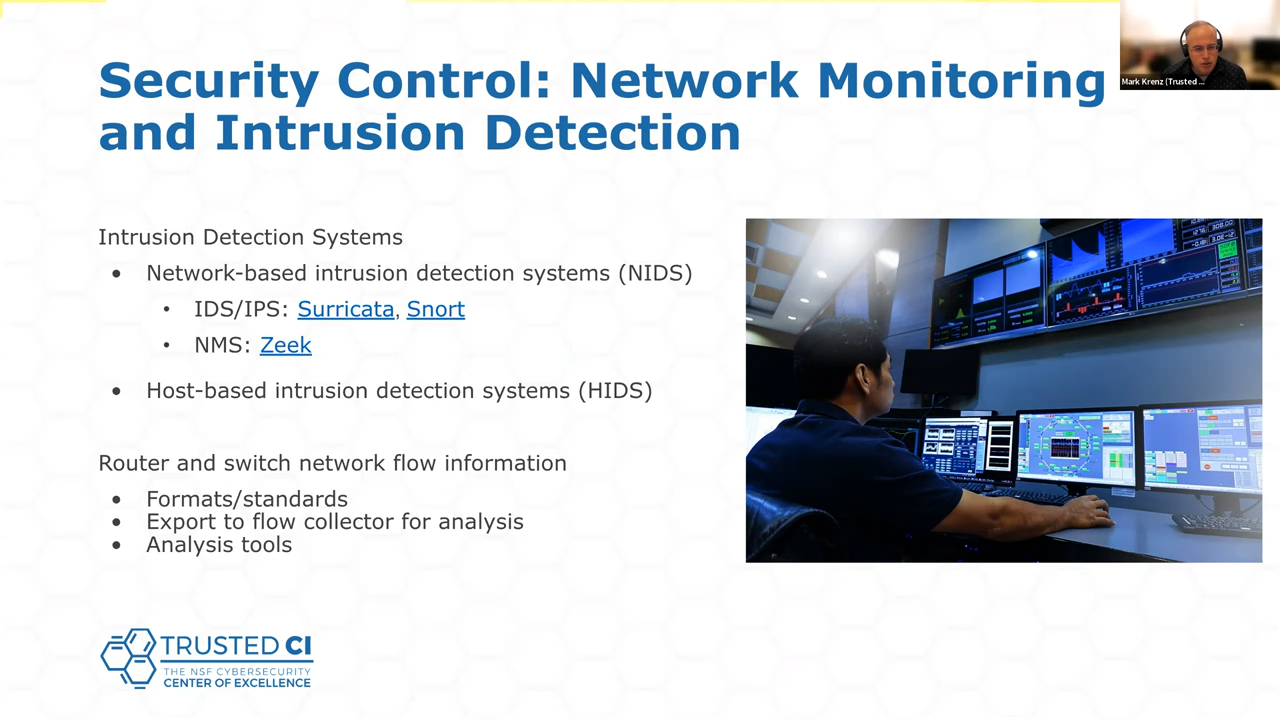 Security Control: Network Monitoring
and Intrusion Detection
Mark Krenz (Trusted ...
Intrusion Detection Systems
• Network-based intrusion detection systems (NIDS)
• IDS/IPS: Surricata, Snort
• NMS: Zeek
• Host-based intrusion detection systems (HIDS)
Router and switch network flow information
• Formats/standards
• Export to flow collector for analysis
• Analysis tools
TRUSTED CI
THE NSF CYBERSECURITY
CENTER OF EXCELLENCE